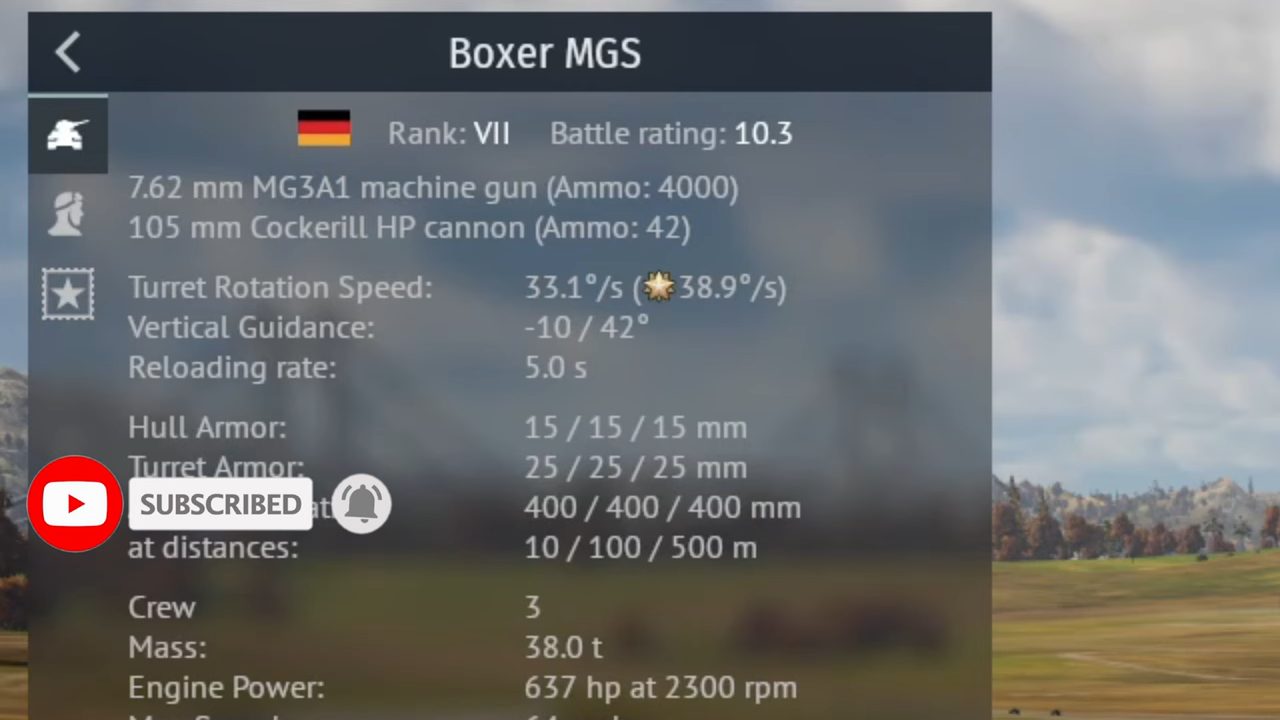 Boxer MGS
Rank: VII Battle rating: 10.3
7.62 mm MG3A1 machine gun (Ammo: 4000)
105 mm Cockerill HP cannon (Ammo: 42)
Turret Rotation Speed: 33.1°/s (38.9°/s)
Vertical Guidance: -10 / 42°
Reloading rate: 5.0 s
Hull Armor: 15 / 15 / 15 mm
Turret Armor: 25 / 25 / 25 mm
SUBSCRIBED 400 / 400 / 400 mm
at distances: 10 / 100 / 500 m
Crew 3
Mass: 38.0 t
Engine Power: 637 hp at 2300 rpm